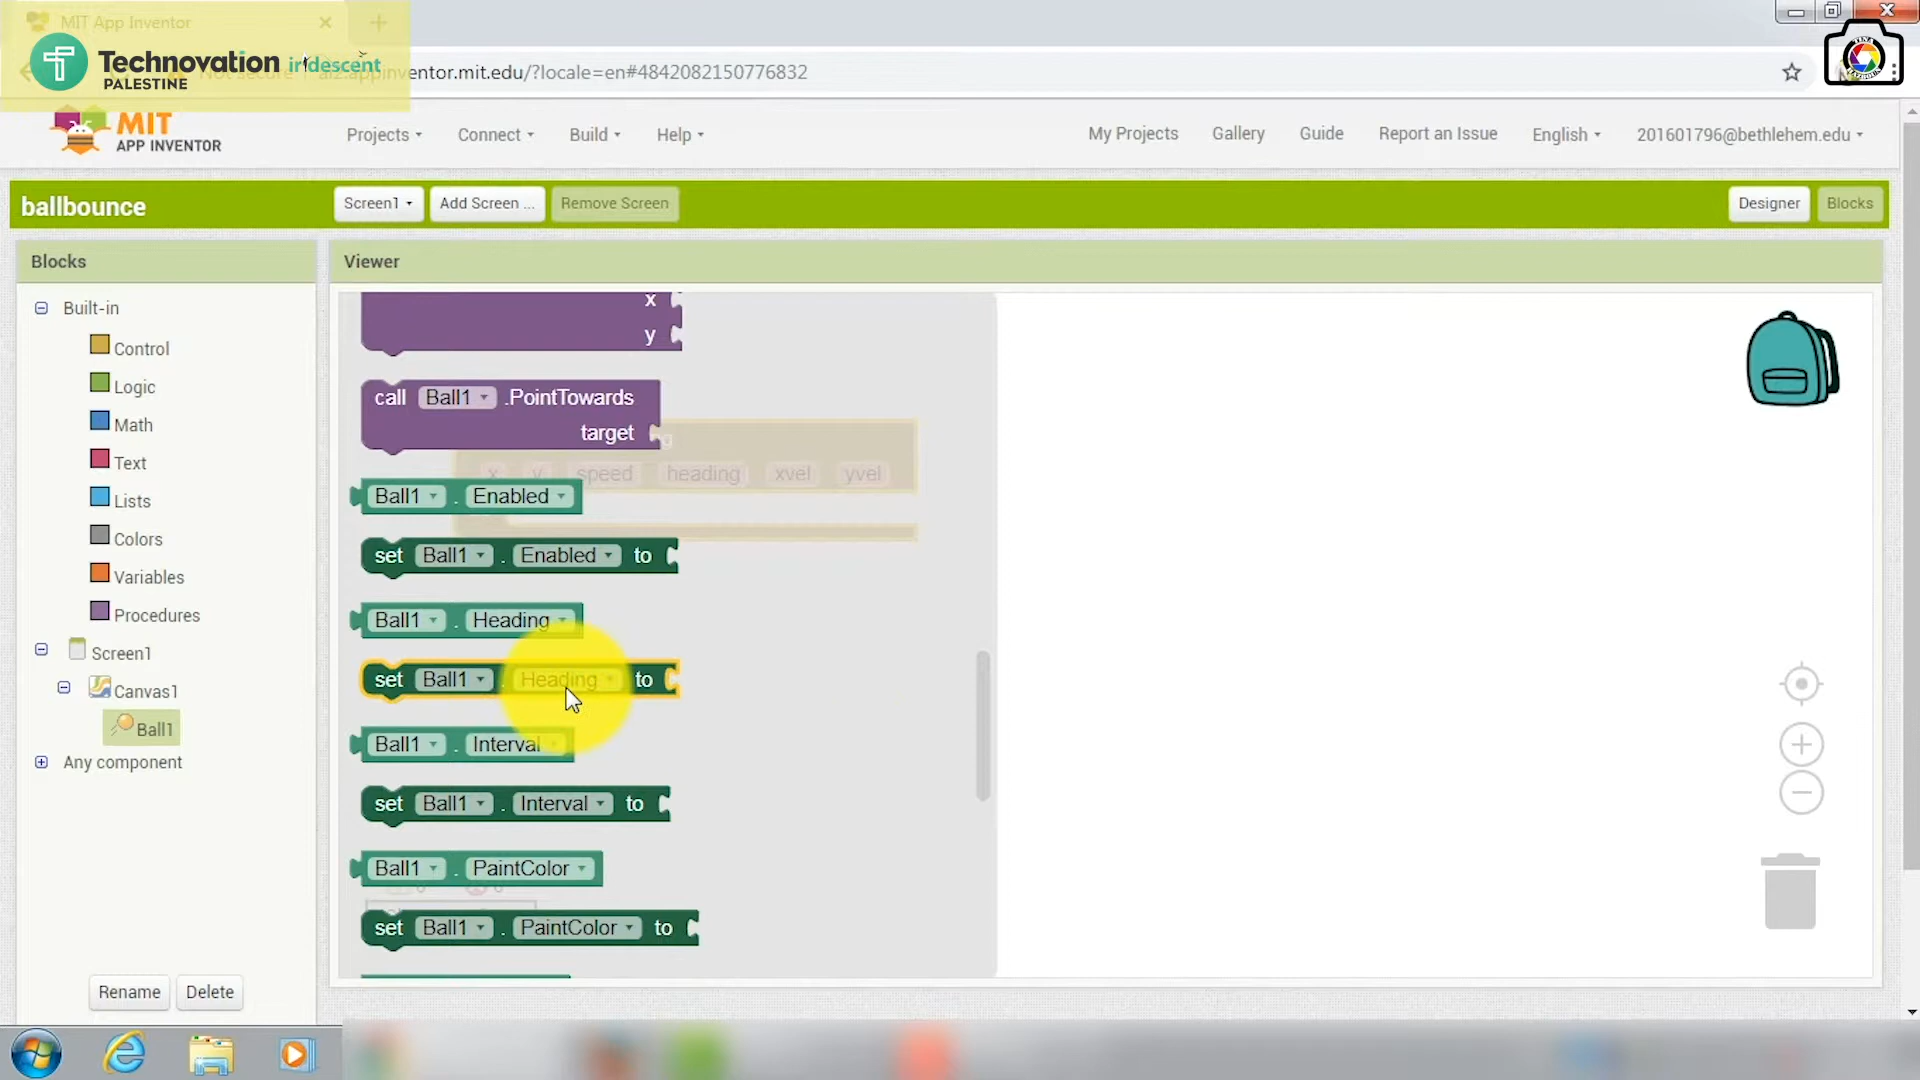 MIT App Inventor
Technovation iridescent
PALESTINE
Not secure
ai2.appinventor.mit.edu/?locale=en#4842082150776832
MIT
APP INVENTOR
Projects Connect Build Help
My Projects Gallery Guide Report an Issue English 201601796@bethlehem.edu
ballbounce
Screen1 Add Screen ... Remove Screen
Designer Blocks
Blocks
Viewer
Built-in
Control
Logic
Math
Text
Lists
Colors
Variables
Procedures
Screen1
Canvas1
Ball1
Any component
Rename Delete
x
y
call Ball1 .PointTowards
target
x y speed heading xvel yvel
Ball1 . Enabled
set Ball1 . Enabled to
Ball1 . Heading
set Ball1 . Heading to
Ball1 . Interval
set Ball1 . Interval to
Ball1 . PaintColor
set Ball1 . PaintColor to